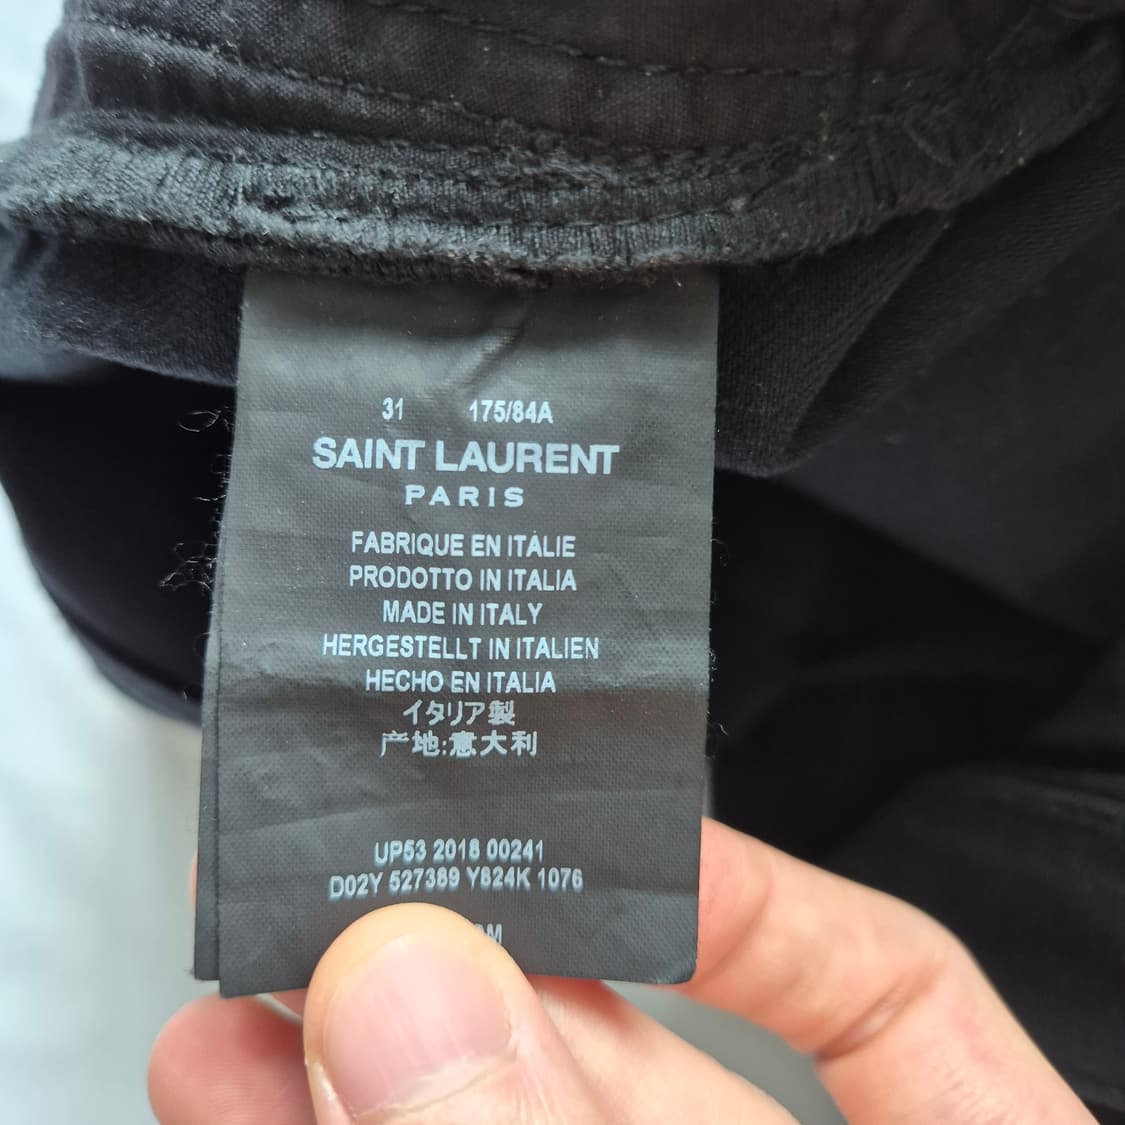 31 175/84A
SAINT LAURENT
PARIS
FABRIQUE EN ITALIE
PRODOTTO IN ITALIA
MADE IN ITALY
HERGESTELLT IN ITALIEN
HECHO EN ITALIA
イタリア製
产地:意大利
UP53 2018 00241
D02Y 527389 Y824K 1076